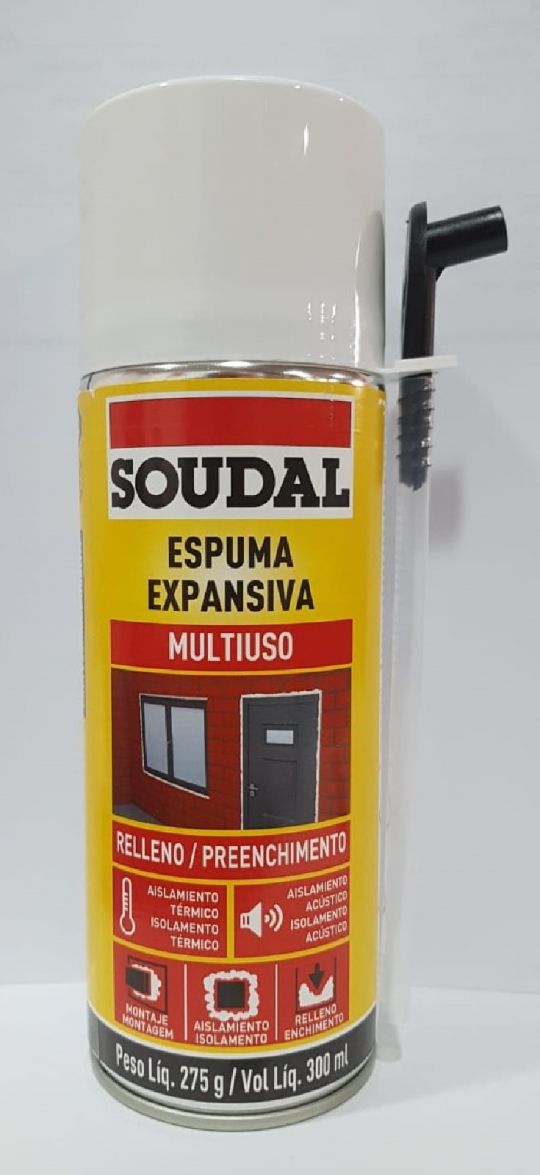 SOUDAL
ESPUMA
EXPANSIVA
MULTIUSO
RELLENO / PREENCHIMENTO
AISLAMIENTO
TÉRMICO
ISOLAMENTO
TÉRMICO
AISLAMIENTO
ACÚSTICO
ISOLAMENTO
ACÚSTICO
MONTAJE
MONTAGEM
AISLAMIENTO
ISOLAMENTO
RELLENO
ENCHIMENTO
Peso Líq. 275 g / Vol Líq. 300 ml